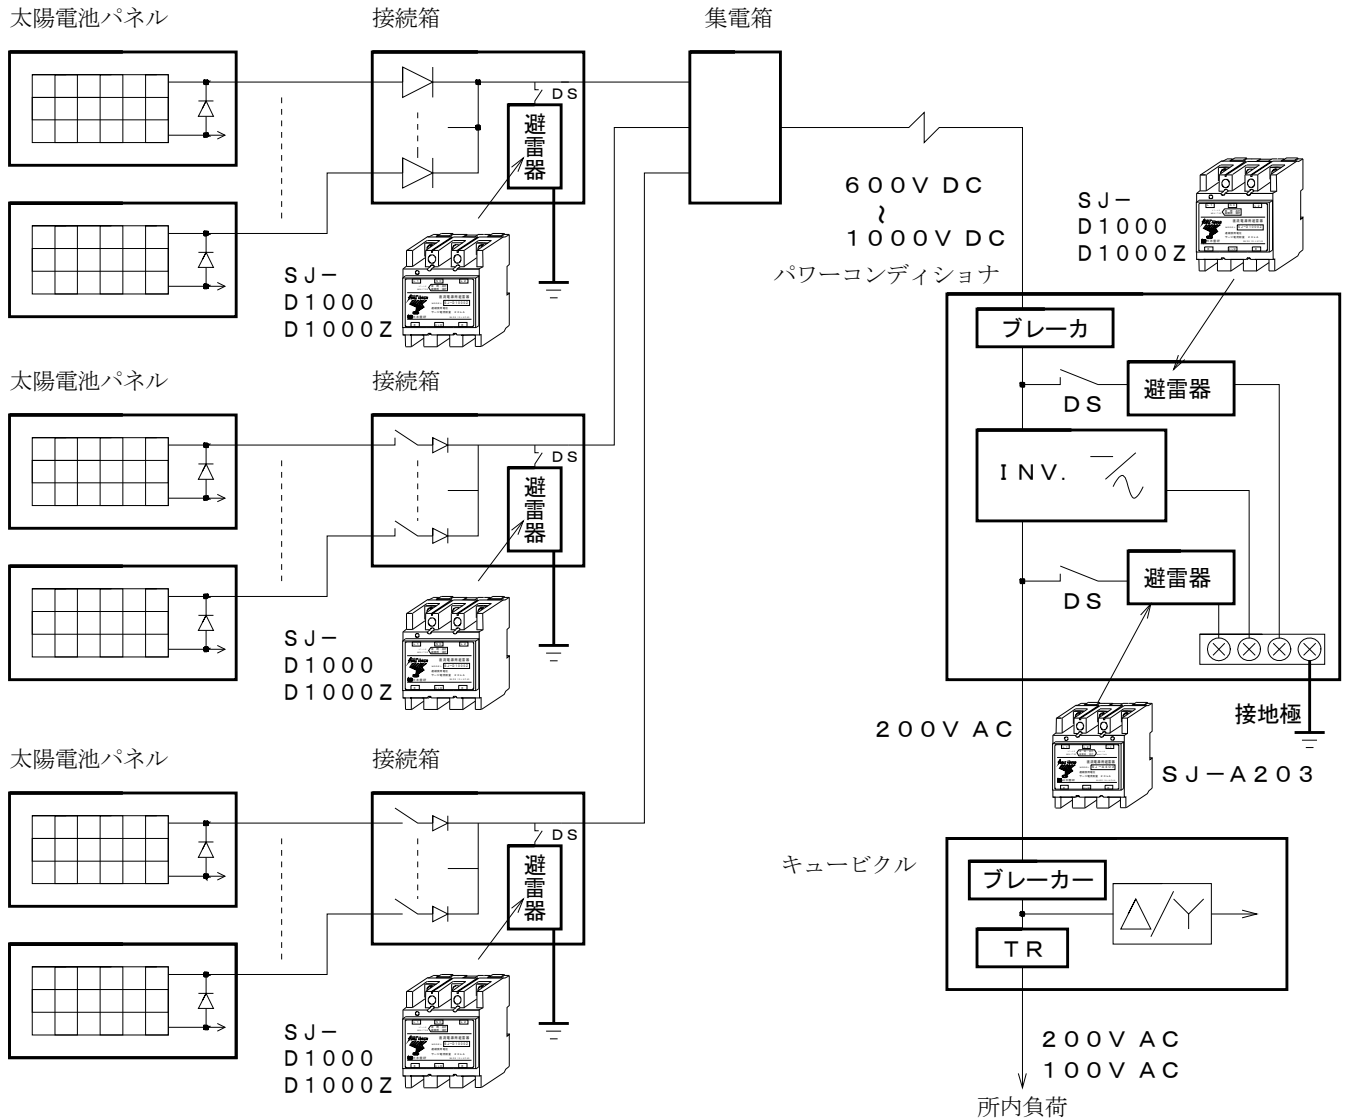 太陽電池パネル
接続箱
集電箱
DS
避雷器
SJ-
D1000
D1000Z
600V DC
~
1000V DC
パワーコンディショナ
SJ-
D1000
D1000Z
ブレーカ
DS
避雷器
INV.
DS
避雷器
接地極
200V AC
SJ-A203
太陽電池パネル
接続箱
DS
避雷器
SJ-
D1000
D1000Z
太陽電池パネル
接続箱
DS
避雷器
SJ-
D1000
D1000Z
キュービクル
ブレーカー
Δ/Y
TR
200V AC
100V AC
所内負荷